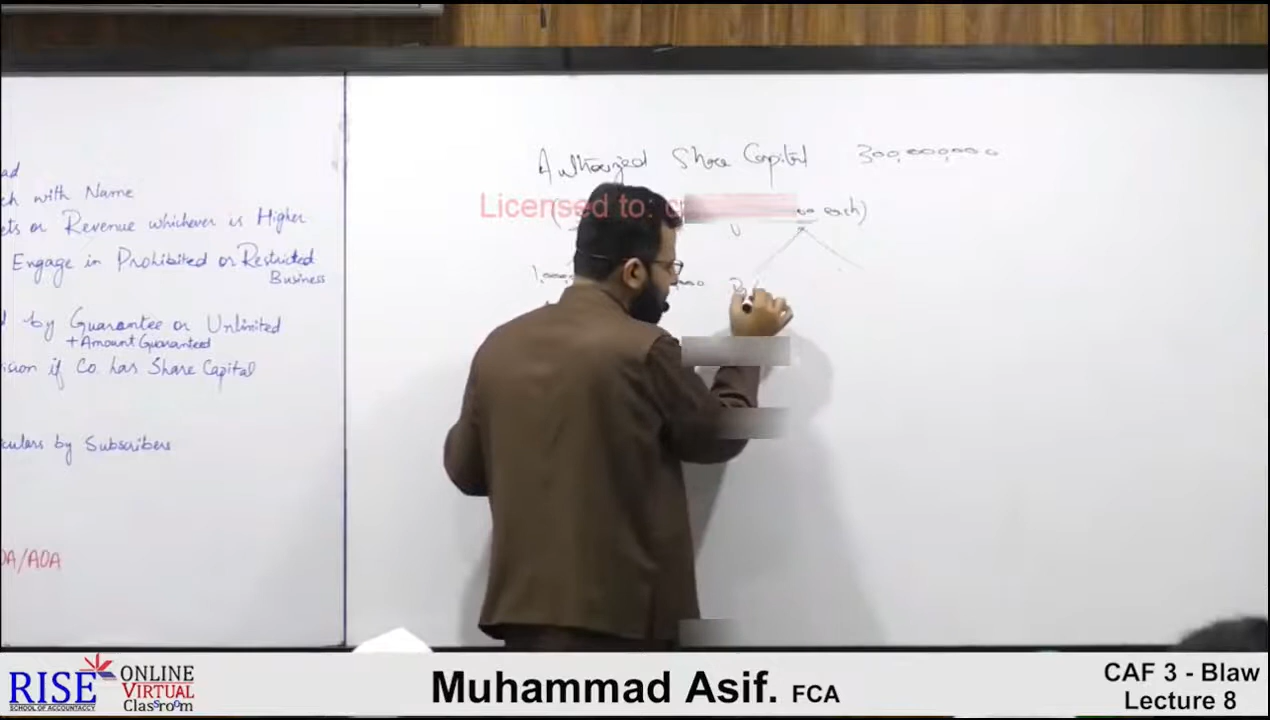 Authorized Share Capital 300,000,000
Licensed to:
each)
1,000
000
ad
ch with Name
ets or Revenue whichever is Higher
Engage in Prohibited or Restricted
Business
d by Guarantee or Unlimited
+ Amount Guaranteed
ision if Co. has Share Capital
culars by Subscribers
OA/AOA
RISE
SCHOOL OF ACCOUNTANCY
ONLINE
VIRTUAL
Classroom
Muhammad Asif. FCA
CAF 3 - Blaw
Lecture 8